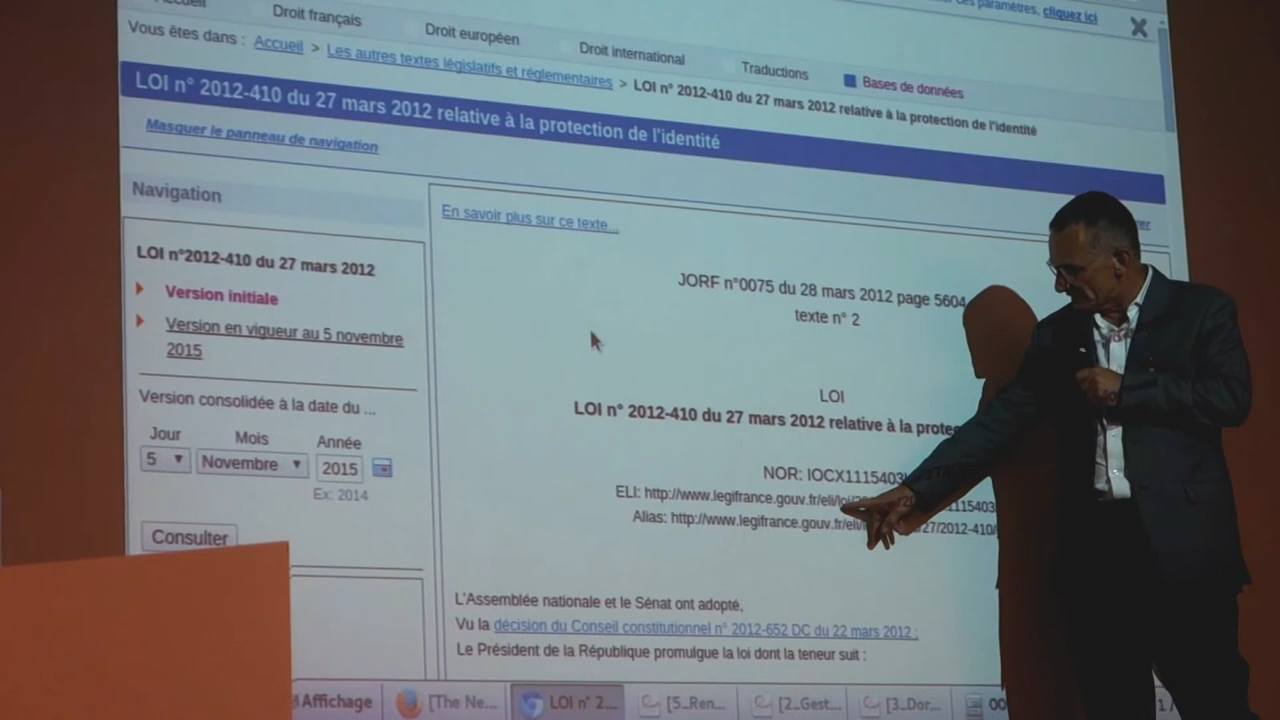 Accueil Droit français Droit européen Droit international Traductions Bases de données
paramètres, cliquez ici
Vous êtes dans : Accueil > Les autres textes législatifs et réglementaires > LOI n° 2012-410 du 27 mars 2012 relative à la protection de l'identité
LOI n° 2012-410 du 27 mars 2012 relative à la protection de l'identité
Masquer le panneau de navigation
Navigation
En savoir plus sur ce texte...
LOI n°2012-410 du 27 mars 2012
Version initiale
Version en vigueur au 5 novembre
2015
JORF n°0075 du 28 mars 2012 page 5604
texte n° 2
Version consolidée à la date du ...
Jour Mois Année
5 Novembre 2015
Ex: 2014
Consulter
LOI
LOI n° 2012-410 du 27 mars 2012 relative à la
NOR:
ELI: http://www.legifrance.gouv.fr/eli/
Alias: http://www.legifrance.gouv.fr/eli/ 27/2012-410/
L'Assemblée nationale et le Sénat ont adopté,
Vu la décision du Conseil constitutionnel n° 2012-652 DC du 22 mars 2012 ;
Le Président de la République promulgue la loi dont la teneur suit :
Affichage [The Ne... LOI n° 2... [5_Ren... [2_Gest... [3_Dor...